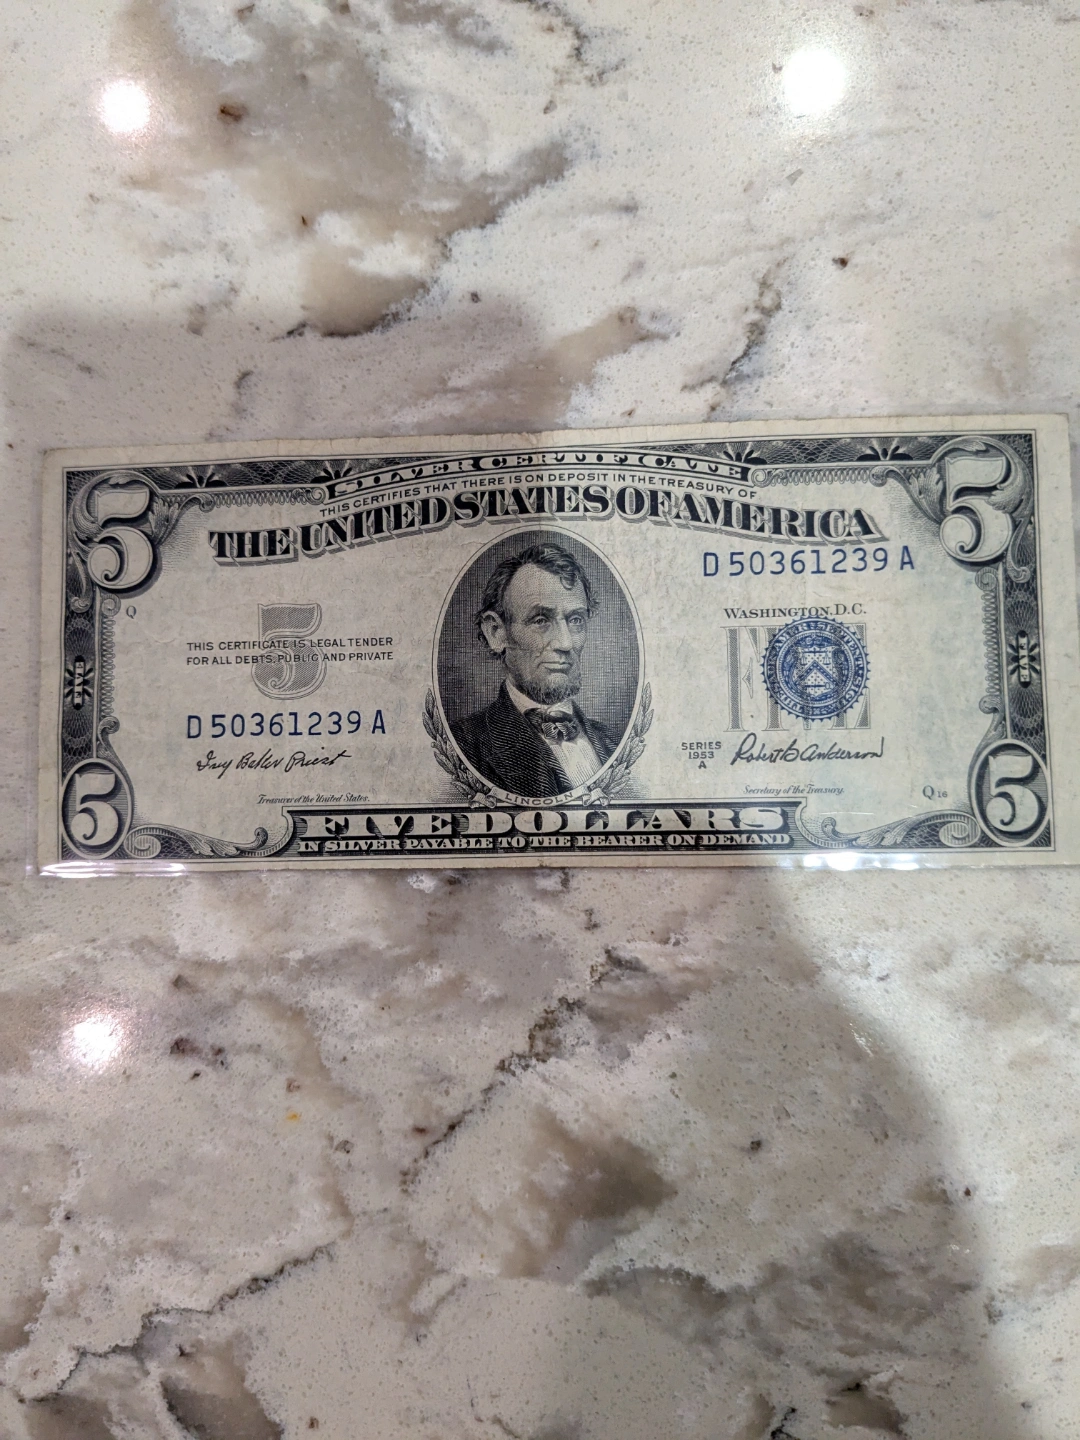 SILVER CERTIFICATE
THIS CERTIFIES THAT THERE IS ON DEPOSIT IN THE TREASURY OF
THE UNITED STATES OF AMERICA
5
5
D 50361239 A
Q
WASHINGTON, D.C.
5
THIS CERTIFICATE IS LEGAL TENDER
FOR ALL DEBTS, PUBLIC AND PRIVATE
FIVE
FIVE
FIVE
D 50361239 A
Ivy Baker Priest
Treasurer of the United States.
SERIES
1953
A
Robert B Anderson
Secretary of the Treasury.
Q 16
LINCOLN
5
5
FIVE DOLLARS
IN SILVER PAYABLE TO THE BEARER ON DEMAND